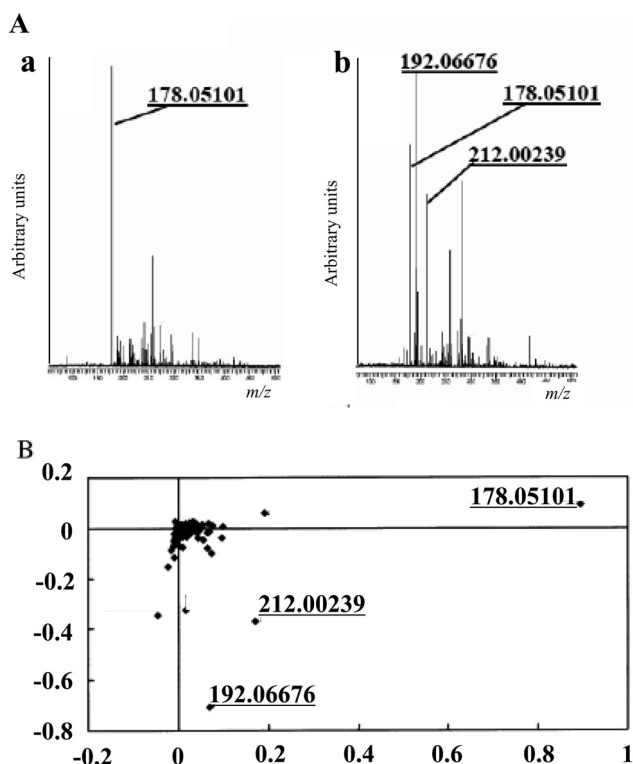 A
a
b
192.06676
178.05101
178.05101
212.00239
Arbitrary units
Arbitrary units
m/z
m/z
B
0.2
178.05101
0
-0.2
212.00239
-0.4
-0.6
192.06676
-0.8
-0.2 0 0.2 0.4 0.6 0.8 1